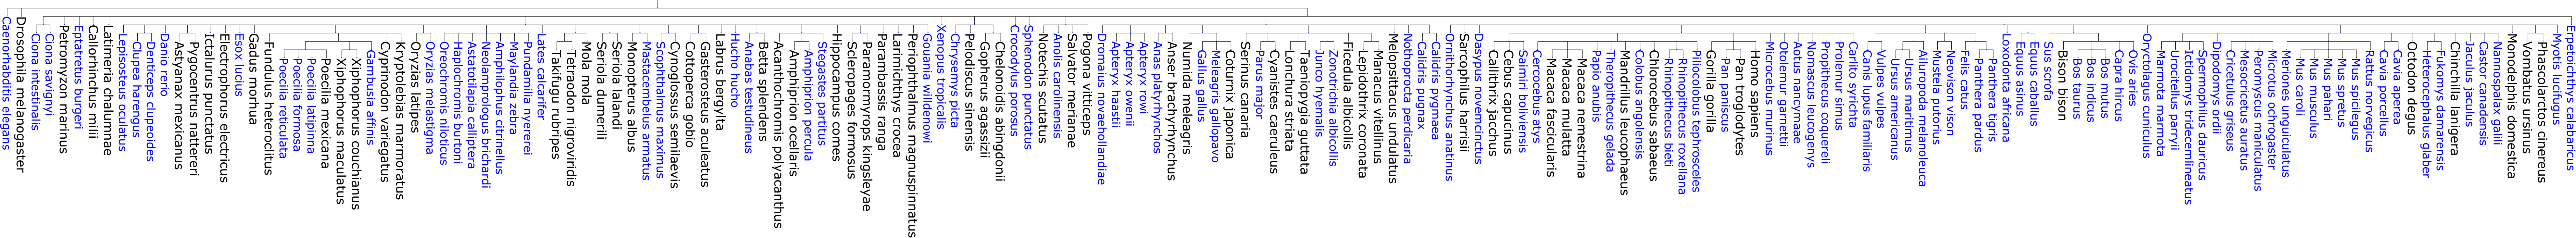 Caenorhabditis elegans
Drosophila melanogaster
Ciona intestinalis
Ciona savignyi
Petromyzon marinus
Eptatretus burgeri
Callorhinchus milii
Latimeria chalumnae
Lepisosteus oculatus
Clupea harengus
Denticeps clupeoides
Danio rerio
Astyanax mexicanus
Pygocentrus nattereri
Ictalurus punctatus
Electrophorus electricus
Esox lucius
Gadus morhua
Fundulus heteroclitus
Poecilia reticulata
Poecilia formosa
Poecilia latipinna
Poecilia mexicana
Xiphophorus maculatus
Xiphophorus couchianus
Gambusia affinis
Cyprinodon variegatus
Kryptolebias marmoratus
Oryzias latipes
Oryzias melastigma
Oreochromis niloticus
Haplochromis burtoni
Astatotilapia calliptera
Neolamprologus brichardi
Amphilophus citrinellus
Maylandia zebra
Pundamilia nyererei
Lates calcarifer
Takifugu rubripes
Tetraodon nigroviridis
Mola mola
Seriola dumerili
Seriola lalandi
Monopterus albus
Mastacembelus armatus
Scophthalmus maximus
Cynoglossus semilaevis
Cottoperca gobio
Gasterosteus aculeatus
Labrus bergylta
Hucho hucho
Anabas testudineus
Betta splendens
Acanthochromis polyacanthus
Amphiprion ocellaris
Amphiprion percula
Stegastes partitus
Hippocampus comes
Scleropages formosus
Paramormyrops kingsleyae
Parambassis ranga
Larimichthys crocea
Periophthalmus magnuspinnatus
Gouania willdenowi
Xenopus tropicalis
Chrysemys picta
Pelodiscus sinensis
Gopherus agassizii
Chelonoidis abingdonii
Crocodylus porosus
Sphenodon punctatus
Notechis scutatus
Anolis carolinensis
Salvator merianae
Pogona vitticeps
Dromaius novaehollandiae
Apteryx haastii
Apteryx owenii
Apteryx rowi
Anas platyrhynchos
Anser brachyrhynchus
Numida meleagris
Gallus gallus
Meleagris gallopavo
Coturnix japonica
Serinus canaria
Parus major
Cyanistes caeruleus
Lonchura striata
Taeniopygia guttata
Junco hyemalis
Zonotrichia albicollis
Ficedula albicollis
Lepidothrix coronata
Manacus vitellinus
Melopsittacus undulatus
Nothoprocta perdicaria
Calidris pugnax
Calidris pygmaea
Ornithorhynchus anatinus
Sarcophilus harrisii
Dasypus novemcinctus
Callithrix jacchus
Cebus capucinus
Saimiri boliviensis
Cercocebus atys
Macaca fascicularis
Macaca mulatta
Macaca nemestrina
Papio anubis
Theropithecus gelada
Mandrillus leucophaeus
Colobus angolensis
Chlorocebus sabaeus
Rhinopithecus bieti
Rhinopithecus roxellana
Piliocolobus tephrosceles
Gorilla gorilla
Pan paniscus
Pan troglodytes
Homo sapiens
Microcebus murinus
Otolemur garnettii
Aotus nancymaae
Nomascus leucogenys
Propithecus coquereli
Prolemur simus
Carlito syrichta
Canis lupus familiaris
Vulpes vulpes
Ursus americanus
Ursus maritimus
Ailuropoda melanoleuca
Mustela putorius
Neovison vison
Felis catus
Panthera pardus
Panthera tigris
Loxodonta africana
Equus asinus
Equus caballus
Sus scrofa
Bison bison
Bos taurus
Bos indicus
Bos mutus
Capra hircus
Ovis aries
Oryctolagus cuniculus
Marmota marmota
Urocitellus parryii
Ictidomys tridecemlineatus
Spermophilus dauricus
Dipodomys ordii
Cricetulus griseus
Mesocricetus auratus
Peromyscus maniculatus
Microtus ochrogaster
Meriones unguiculatus
Mus caroli
Mus musculus
Mus pahari
Mus spretus
Mus spicilegus
Rattus norvegicus
Cavia porcellus
Cavia aperea
Octodon degus
Heterocephalus glaber
Fukomys damarensis
Chinchilla lanigera
Jaculus jaculus
Castor canadensis
Nannospalax galili
Monodelphis domestica
Vombatus ursinus
Phascolarctos cinereus
Myotis lucifugus
Erpetoichthys calabaricus